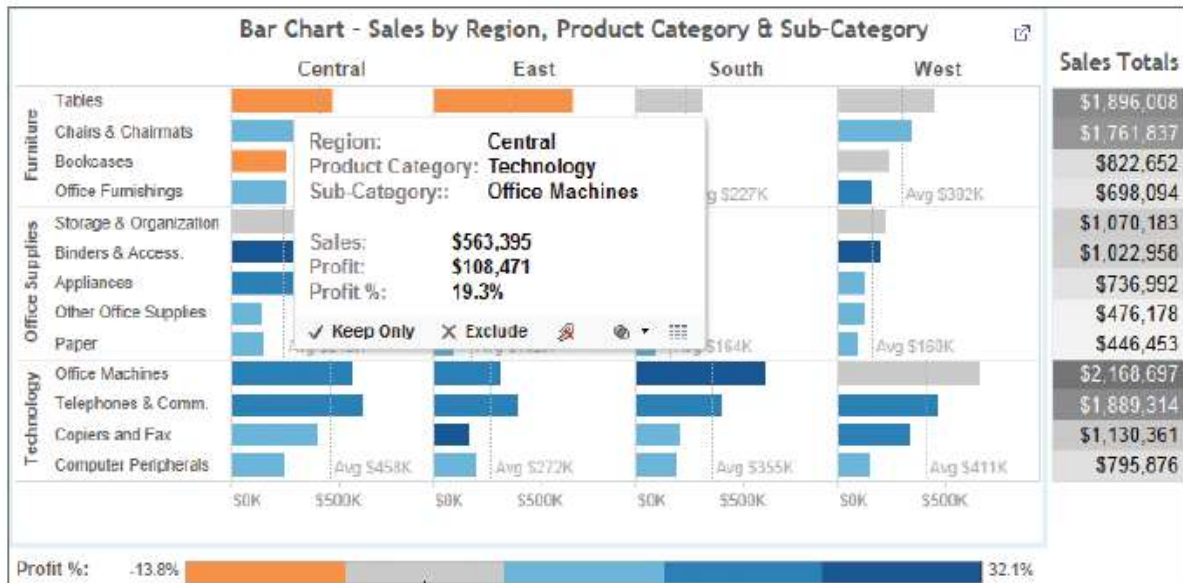 Bar Chart - Sales by Region, Product Category & Sub-Category
Central East South West Sales Totals
Furniture
Tables $1,896,008
Chairs & Chairmats $1,761,837
Bookcases $822,652
Office Furnishings Avg $302K $698,094
g $227K
Office Supplies
Storage & Organization $1,070,183
Binders & Access. $1,022,958
Appliances $736,992
Other Office Supplies $476,178
Paper $164K Avg $160K $446,453
Technology
Office Machines $2,168,697
Telephones & Comm. $1,889,314
Copiers and Fax $1,130,361
Computer Peripherals Avg $458K Avg $272K Avg $355K Avg $411K $795,876
$0K $500K $0K $500K $0K $500K $0K $500K
Region: Central
Product Category: Technology
Sub-Category:: Office Machines
Sales: $563,395
Profit: $108,471
Profit %: 19.3%
Keep Only Exclude
Profit %: -13.8% 32.1%